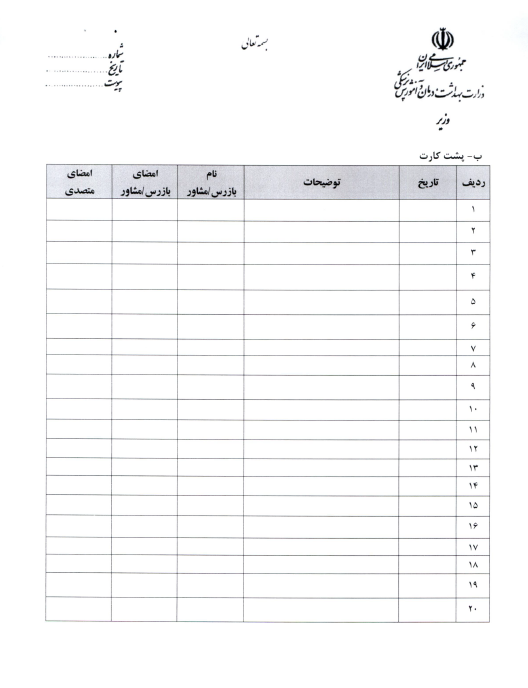 بسمه تعالی
جمهوری اسلامی ایران
وزارت بهداشت درمان و آموزش پزشکی
وزیر
شماره ......................
تاریخ ......................
پیوست ......................
ب- پشت کارت
ردیف تاریخ توضیحات نام بازرس/مشاور امضای بازرس/مشاور امضای متصدی
۱
۲
۳
۴
۵
۶
۷
۸
۹
۱۰
۱۱
۱۲
۱۳
۱۴
۱۵
۱۶
۱۷
۱۸
۱۹
۲۰